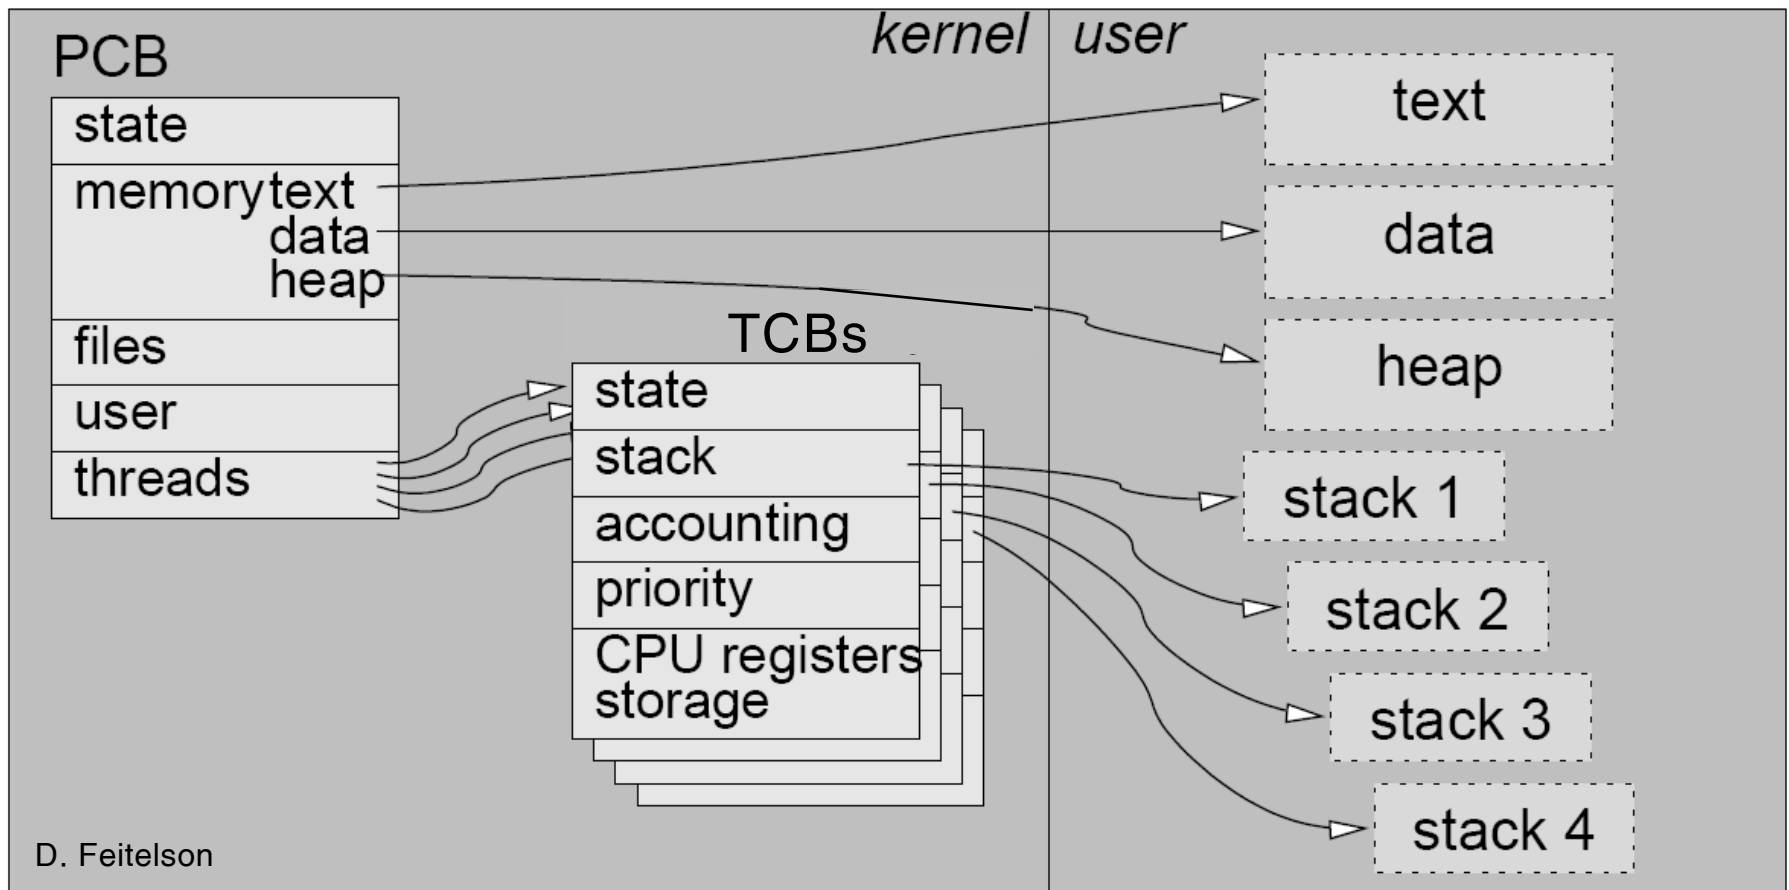 kernel
user
PCB
state
memory text
data
heap
files
user
threads
TCBs
state
stack
accounting
priority
CPU registers
storage
text
data
heap
stack 1
stack 2
stack 3
stack 4
D. Feitelson